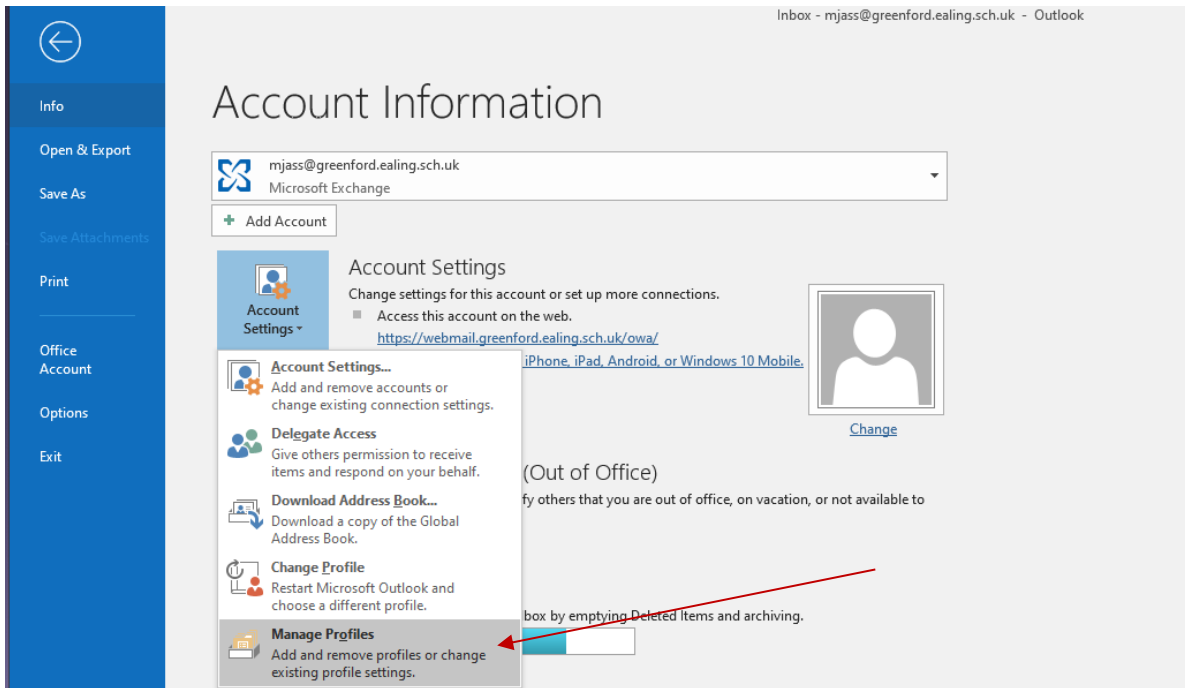 Inbox - mjass@greenford.ealing.sch.uk - Outlook
Info
Open & Export
Save As
Save Attachments
Print
Office
Account
Options
Exit
Account Information
mjass@greenford.ealing.sch.uk
Microsoft Exchange
+ Add Account
Account
Settings
Account Settings
Change settings for this account or set up more connections.
Access this account on the web.
https://webmail.greenford.ealing.sch.uk/owa/
iPhone, iPad, Android, or Windows 10 Mobile.
Change
Account Settings...
Add and remove accounts or
change existing connection settings.
Delegate Access
Give others permission to receive
items and respond on your behalf.
Download Address Book...
Download a copy of the Global
Address Book.
Change Profile
Restart Microsoft Outlook and
choose a different profile.
Manage Profiles
Add and remove profiles or change
existing profile settings.
(Out of Office)
fy others that you are out of office, on vacation, or not available to
box by emptying Deleted Items and archiving.